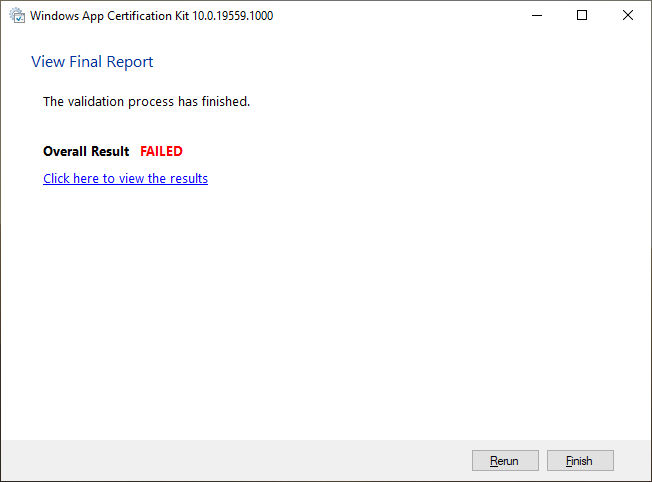 Windows App Certification Kit 10.0.19559.1000
View Final Report
The validation process has finished.
Overall Result FAILED
Click here to view the results
Rerun
Finish